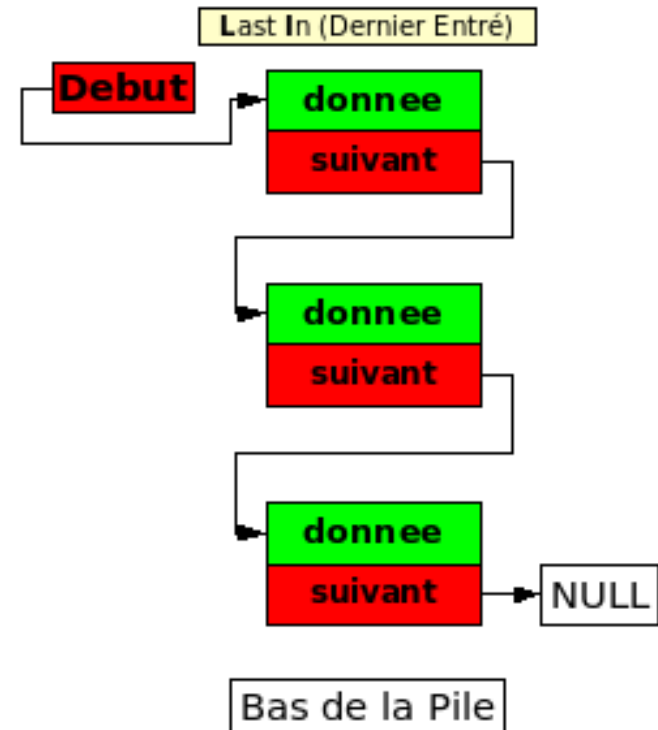 Last In (Dernier Entré)
Debut
donnee
suivant
donnee
suivant
donnee
suivant
NULL
Bas de la Pile